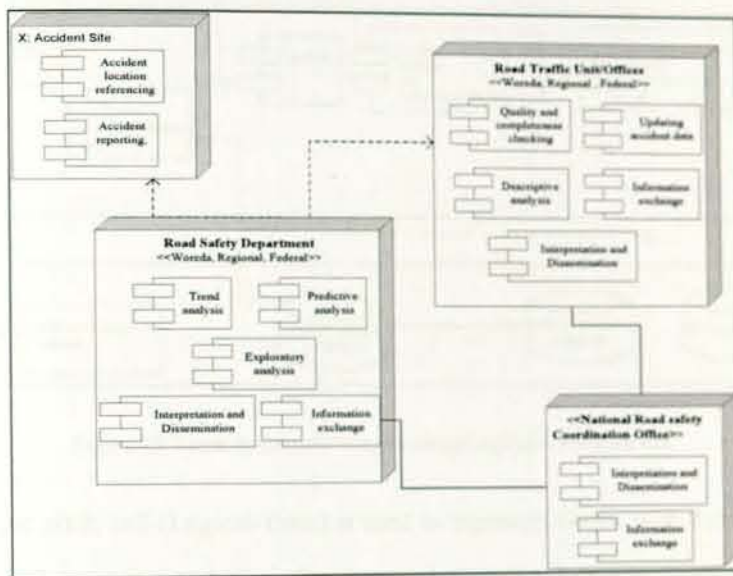 X: Accident Site
Accident
location
referencing
Accident
reporting.
Road Traffic Unit/Offices
<<Woreda, Regional , Federal>>
Quality and
completeness
checking
Updating
accident data
Descriptive
analysis
Information
exchange
Interpretation and
Dissemination
Road Safety Department
<<Woreda, Regional, Federal>>
Trend
analysis
Predictive
analysis
Exploratory
analysis
Interpretation and
Dissemination
Information
exchange
<<National Road safety
Coordination Office>>
Interpretation and
Dissemination
Information
exchange